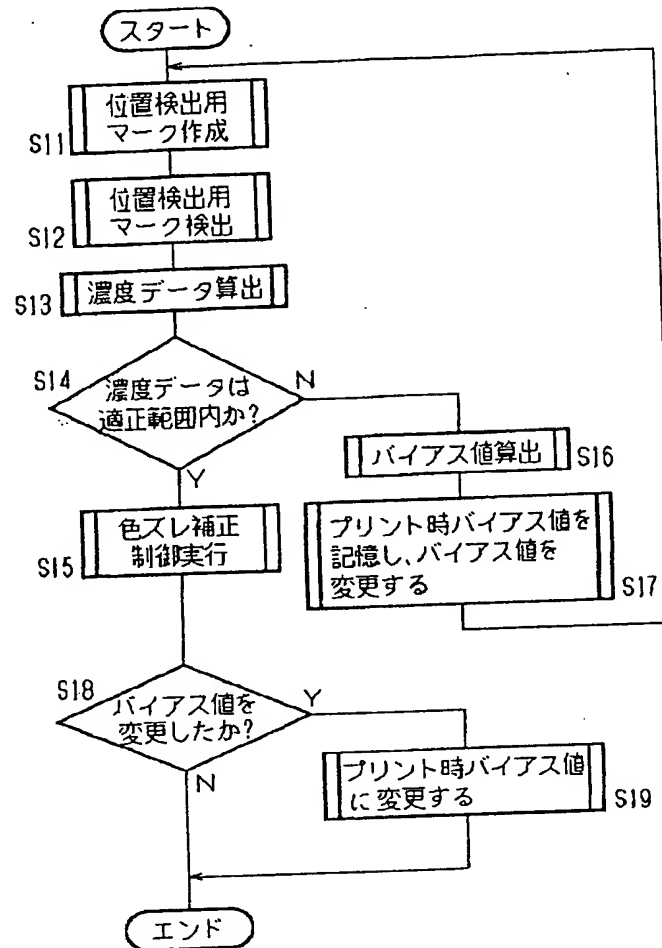 スタート
位置検出用
マーク作成
S11
位置検出用
マーク検出
S12
濃度データ算出
S13
S14
濃度データは
適正範囲内か?
N
Y
バイアス値算出
S16
色ズレ補正
制御実行
S15
プリント時バイアス値を
記憶し、バイアス値を
変更する
S17
S18
バイアス値を
変更したか?
Y
N
プリント時バイアス値
に変更する
S19
エンド